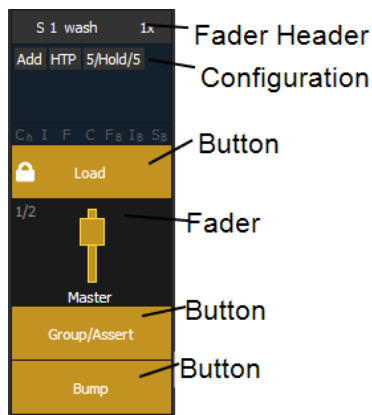 S 1 wash 1x
Fader Header
Add HTP 5/Hold/5
Configuration
Ch I F C FB IB SB
Button
Load
1/2
Fader
Master
Button
Group/Assert
Button
Bump